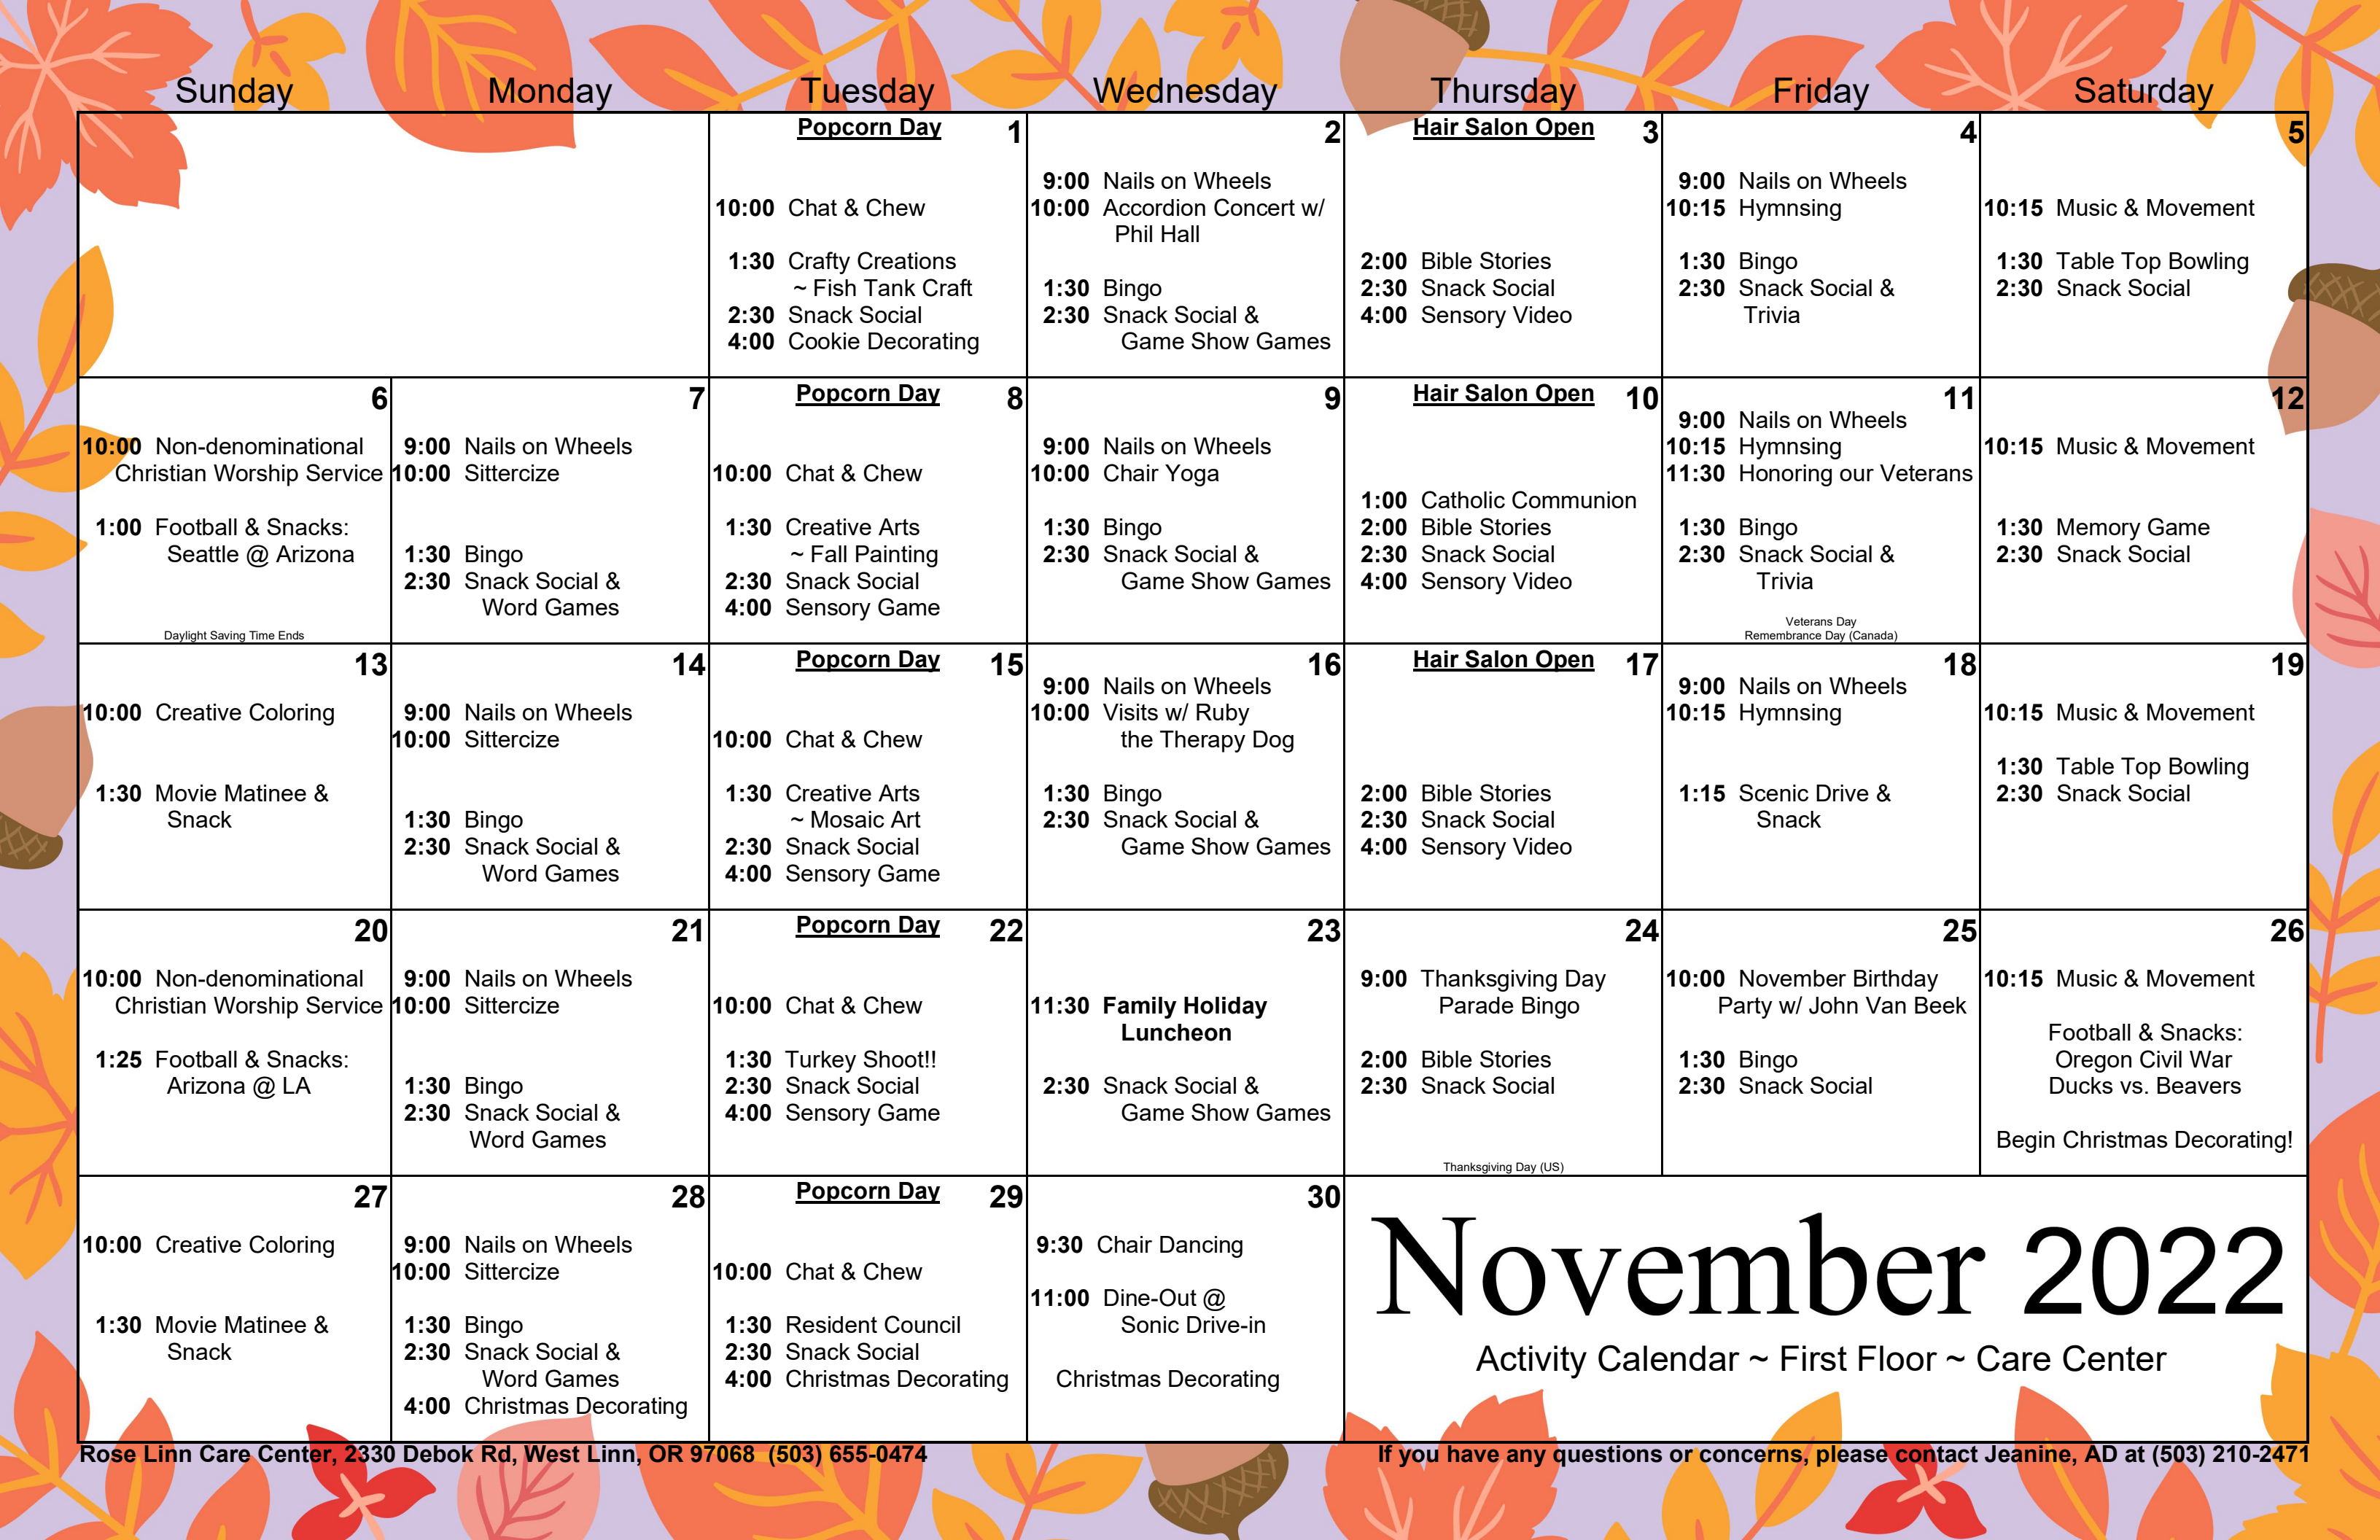 Sunday Monday Tuesday Wednesday Thursday Friday Saturday
Popcorn Day 1
10:00 Chat & Chew
1:30 Crafty Creations
~ Fish Tank Craft
2:30 Snack Social
4:00 Cookie Decorating
2
9:00 Nails on Wheels
10:00 Accordion Concert w/
Phil Hall
1:30 Bingo
2:30 Snack Social &
Game Show Games
Hair Salon Open 3
2:00 Bible Stories
2:30 Snack Social
4:00 Sensory Video
4
9:00 Nails on Wheels
10:15 Hymnsing
1:30 Bingo
2:30 Snack Social &
Trivia
5
10:15 Music & Movement
1:30 Table Top Bowling
2:30 Snack Social
6
10:00 Non-denominational
Christian Worship Service
1:00 Football & Snacks:
Seattle @ Arizona
Daylight Saving Time Ends
7
9:00 Nails on Wheels
10:00 Sittercize
1:30 Bingo
2:30 Snack Social &
Word Games
Popcorn Day 8
10:00 Chat & Chew
1:30 Creative Arts
~ Fall Painting
2:30 Snack Social
4:00 Sensory Game
9
9:00 Nails on Wheels
10:00 Chair Yoga
1:30 Bingo
2:30 Snack Social &
Game Show Games
Hair Salon Open 10
1:00 Catholic Communion
2:00 Bible Stories
2:30 Snack Social
4:00 Sensory Video
11
9:00 Nails on Wheels
10:15 Hymnsing
11:30 Honoring our Veterans
1:30 Bingo
2:30 Snack Social &
Trivia
Veterans Day
Remembrance Day (Canada)
12
10:15 Music & Movement
1:30 Memory Game
2:30 Snack Social
13
10:00 Creative Coloring
1:30 Movie Matinee &
Snack
14
9:00 Nails on Wheels
10:00 Sittercize
1:30 Bingo
2:30 Snack Social &
Word Games
Popcorn Day 15
10:00 Chat & Chew
1:30 Creative Arts
~ Mosaic Art
2:30 Snack Social
4:00 Sensory Game
16
9:00 Nails on Wheels
10:00 Visits w/ Ruby
the Therapy Dog
1:30 Bingo
2:30 Snack Social &
Game Show Games
Hair Salon Open 17
2:00 Bible Stories
2:30 Snack Social
4:00 Sensory Video
18
9:00 Nails on Wheels
10:15 Hymnsing
1:15 Scenic Drive &
Snack
19
10:15 Music & Movement
1:30 Table Top Bowling
2:30 Snack Social
20
10:00 Non-denominational
Christian Worship Service
1:25 Football & Snacks:
Arizona @ LA
21
9:00 Nails on Wheels
10:00 Sittercize
1:30 Bingo
2:30 Snack Social &
Word Games
Popcorn Day 22
10:00 Chat & Chew
1:30 Turkey Shoot!!
2:30 Snack Social
4:00 Sensory Game
23
11:30 Family Holiday
Luncheon
2:30 Snack Social &
Game Show Games
24
9:00 Thanksgiving Day
Parade Bingo
2:00 Bible Stories
2:30 Snack Social
Thanksgiving Day (US)
25
10:00 November Birthday
Party w/ John Van Beek
1:30 Bingo
2:30 Snack Social
26
10:15 Music & Movement
Football & Snacks:
Oregon Civil War
Ducks vs. Beavers
Begin Christmas Decorating!
27
10:00 Creative Coloring
1:30 Movie Matinee &
Snack
28
9:00 Nails on Wheels
10:00 Sittercize
1:30 Bingo
2:30 Snack Social &
Word Games
4:00 Christmas Decorating
Popcorn Day 29
10:00 Chat & Chew
1:30 Resident Council
2:30 Snack Social
4:00 Christmas Decorating
30
9:30 Chair Dancing
11:00 Dine-Out @
Sonic Drive-in
Christmas Decorating
November 2022
Activity Calendar ~ First Floor ~ Care Center
Rose Linn Care Center, 2330 Debok Rd, West Linn, OR 97068 (503) 655-0474
If you have any questions or concerns, please contact Jeanine, AD at (503) 210-2471